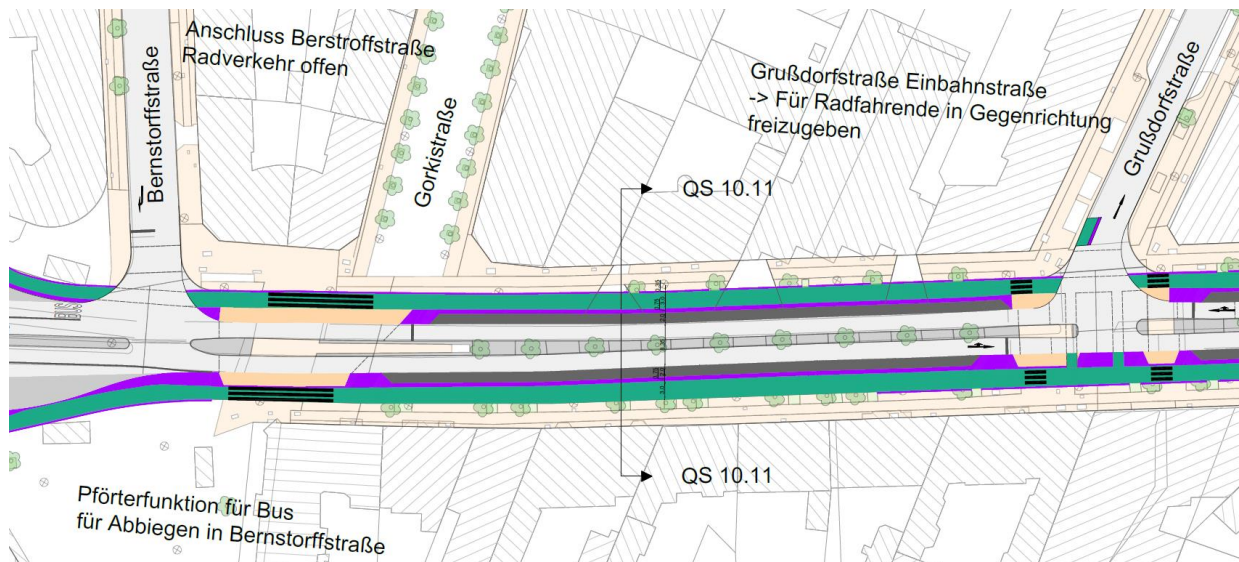 Anschluss Berstroffstraße
Radverkehr offen
Bernstorffstraße
Gorkistraße
Grußdorfstraße Einbahnstraße
-> Für Radfahrende in Gegenrichtung
freizugeben
Grußdorfstraße
QS 10.11
QS 10.11
Pförterfunktion für Bus
für Abbiegen in Bernstorffstraße